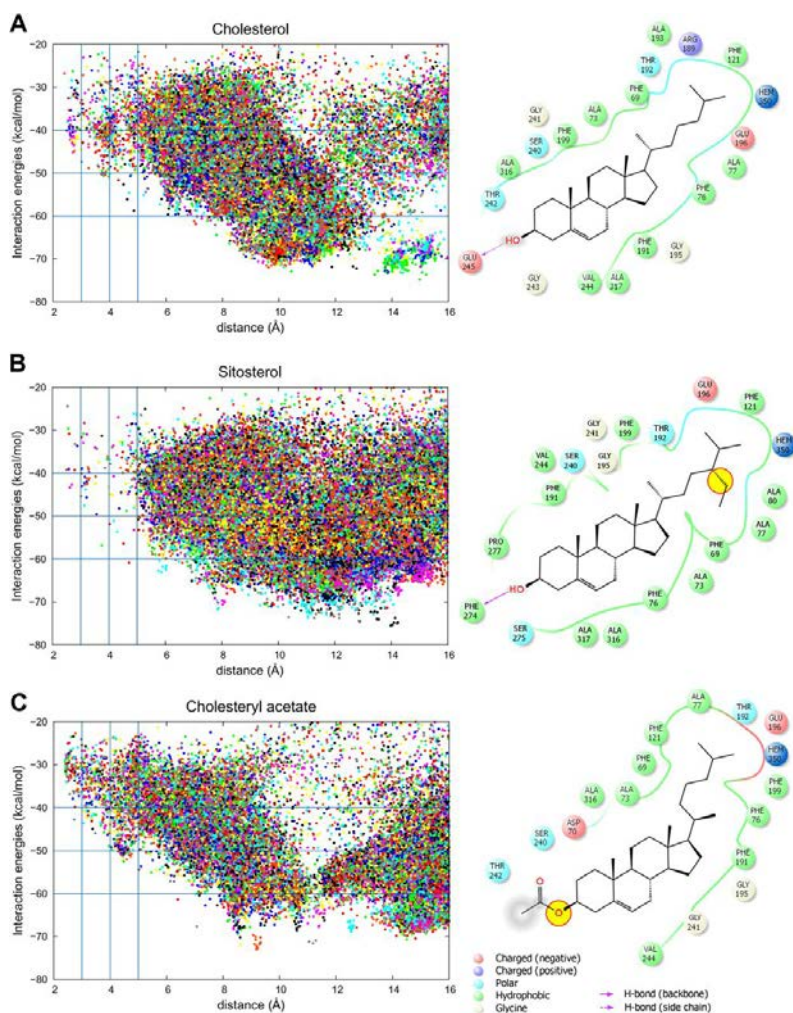 A
Cholesterol
Interaction energies (kcal/mol)
−20
−30
−40
−50
−60
−70
−80
2 4 6 8 10 12 14 16
distance (Å)
ALA 193
ARG 189
THR 192
PHE 121
PHE 69
HEM 350
GLY 241
ALA 73
PHE 199
GLU 196
SER 240
ALA 77
ALA 316
PHE 76
THR 242
HO
PHE 191
GLY 195
GLU 245
GLY 243
VAL 244
ALA 317
B
Sitosterol
Interaction energies (kcal/mol)
−20
−30
−40
−50
−60
−70
−80
2 4 6 8 10 12 14 16
distance (Å)
GLU 196
PHE 121
GLY 241
PHE 199
THR 192
HEM 350
VAL 244
SER 240
GLY 195
PHE 191
ALA 80
ALA 77
PRO 277
PHE 69
HO
ALA 73
PHE 274
PHE 76
SER 275
ALA 317
ALA 316
C
Cholesteryl acetate
Interaction energies (kcal/mol)
−20
−30
−40
−50
−60
−70
−80
2 4 6 8 10 12 14 16
distance (Å)
ALA 77
THR 192
GLU 196
PHE 121
HEM 350
PHE 69
PHE 199
ALA 316
ALA 73
PHE 76
SER 240
ASP 70
THR 242
PHE 191
O
O
GLY 195
GLY 241
VAL 244
Charged (negative)
Charged (positive)
Polar
Hydrophobic
Glycine
H-bond (backbone)
H-bond (side chain)